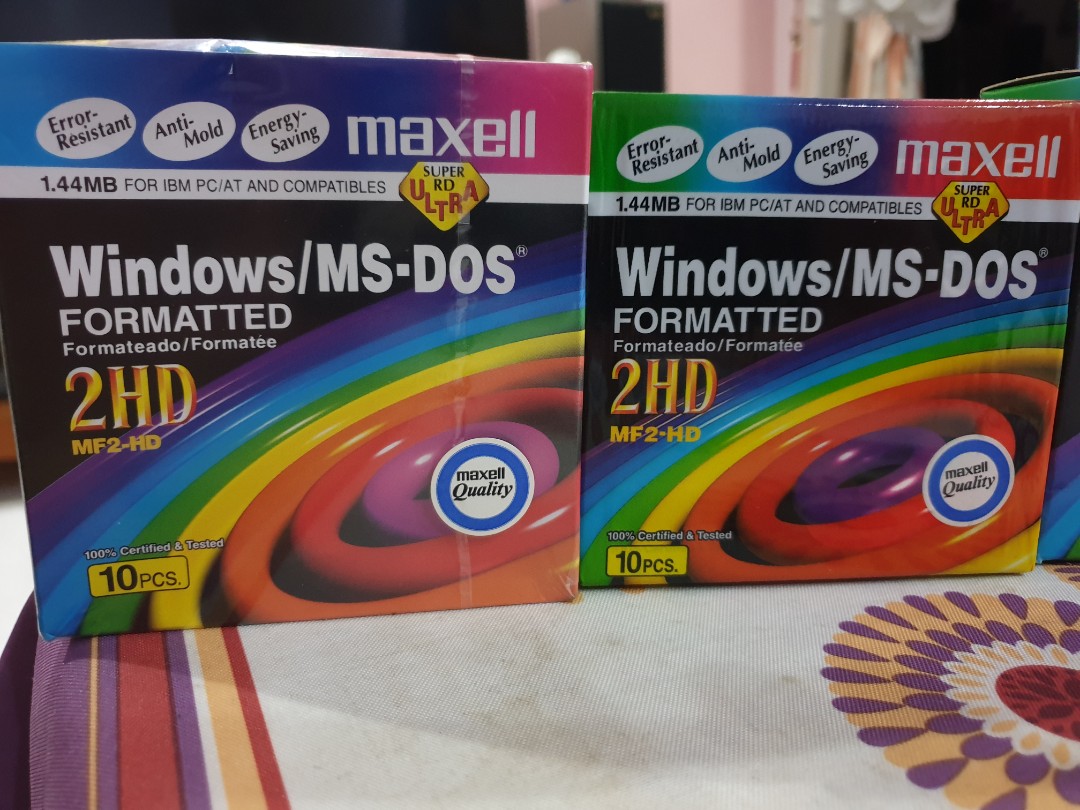 Error-
Resistant
Anti-
Mold
Energy-
Saving
maxell
1.44MB FOR IBM PC/AT AND COMPATIBLES
SUPER
RD
ULTRA
Windows/MS-DOS®
FORMATTED
Formateado/Formatée
2HD
MF2-HD
maxell
Quality
100% Certified & Tested
10PCS.
Error-
Resistant
Anti-
Mold
Energy-
Saving
maxell
1.44MB FOR IBM PC/AT AND COMPATIBLES
SUPER
RD
ULTRA
Windows/MS-DOS®
FORMATTED
Formateado/Formatée
2HD
MF2-HD
maxell
Quality
100% Certified & Tested
10PCS.